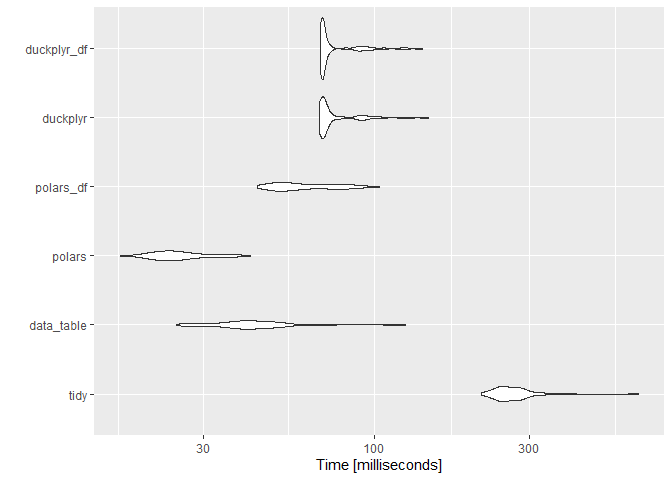 duckplyr_df
duckplyr
polars_df
polars
data_table
tidy
30 100 300
Time [milliseconds]